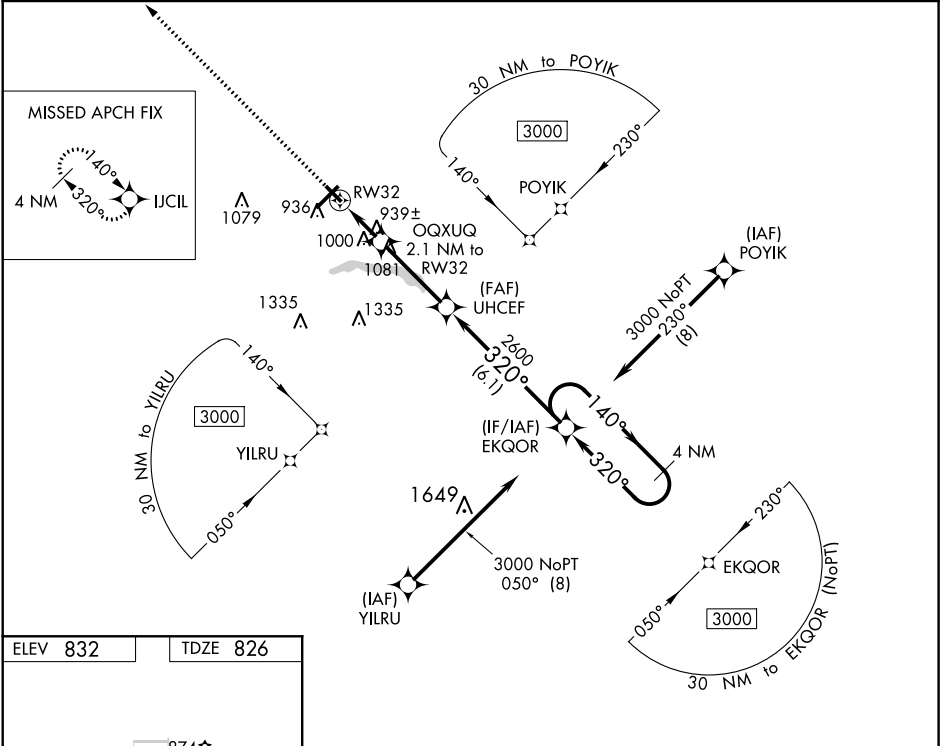 MISSED APCH FIX
140°
4 NM
320°
IJCIL
1079
936
RW32
939±
1000
OQXUQ
2.1 NM to
RW32
1081
1335
1335
(FAF)
UHCEF
30 NM to POYIK
3000
140°
230°
POYIK
(IAF)
POYIK
3000 NoPT
230°
(8)
2600
320°
(6.1)
(IF/IAF)
EKQOR
140°
320°
4 NM
30 NM to YILRU
140°
3000
YILRU
050°
1649
3000 NoPT
050° (8)
(IAF)
YILRU
230°
EKQOR
050°
3000
30 NM to EKQOR (NoPT)
ELEV 832
TDZE 826